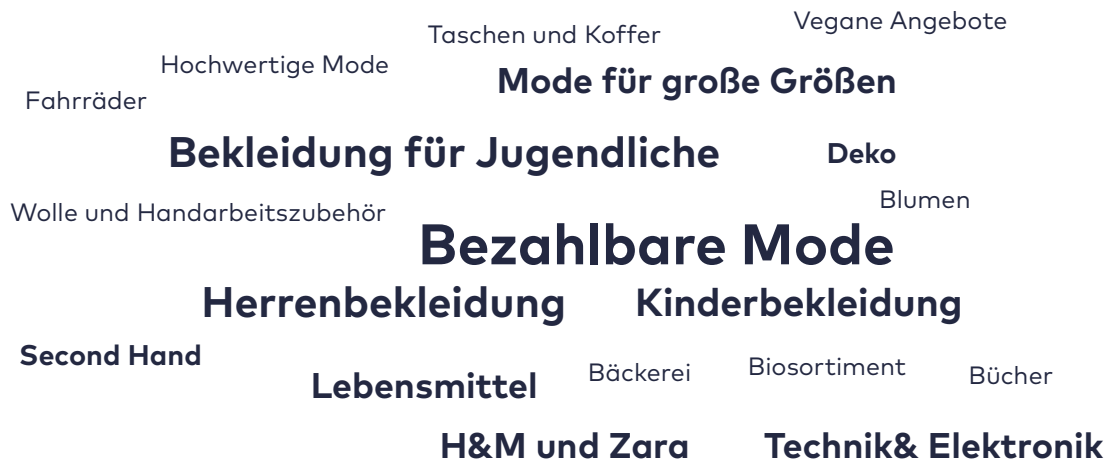 Vegane Angebote
Taschen und Koffer
Hochwertige Mode
Mode für große Größen
Fahrräder
Bekleidung für Jugendliche
Deko
Blumen
Wolle und Handarbeitszubehör
Bezahlbare Mode
Herrenbekleidung
Kinderbekleidung
Second Hand
Lebensmittel
Bäckerei
Biosortiment
Bücher
H&M und Zara
Technik& Elektronik